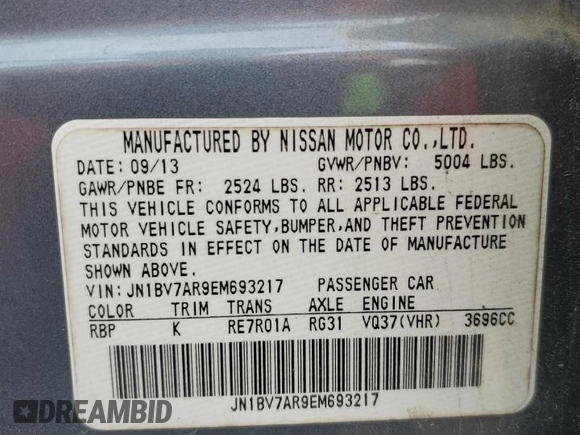 MANUFACTURED BY NISSAN MOTOR CO.,LTD.
DATE: 09/13 GVWR/PNBV: 5004 LBS.
GAWR/PNBE FR: 2524 LBS. RR: 2513 LBS.
THIS VEHICLE CONFORMS TO ALL APPLICABLE FEDERAL
MOTOR VEHICLE SAFETY,BUMPER,AND THEFT PREVENTION
STANDARDS IN EFFECT ON THE DATE OF MANUFACTURE
SHOWN ABOVE.
VIN:JN1BV7AR9EM693217 PASSENGER CAR
COLOR TRIM TRANS AXLE ENGINE
RBP K RE7R01A RG31 VQ37(VHR) 3696CC
JN1BV7AR9EM693217
DREAMBID